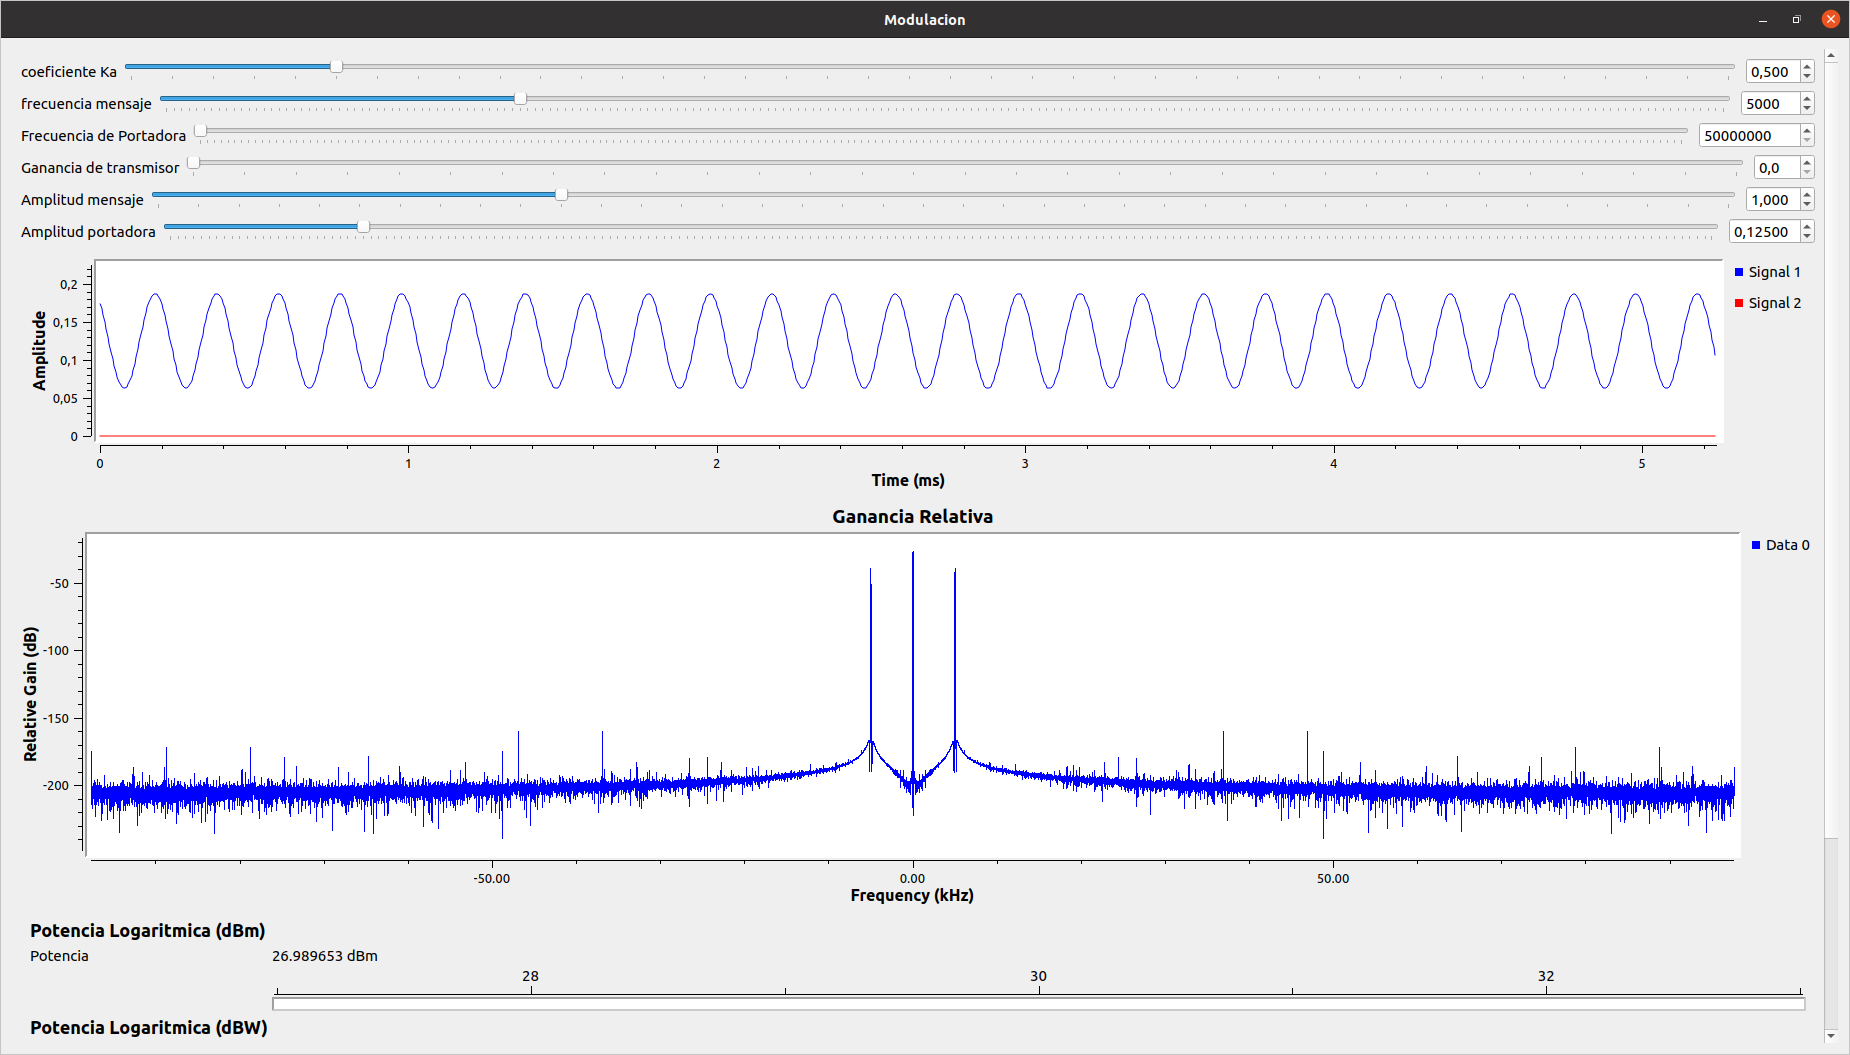 Modulacion
coeficiente Ka 0,500
frecuencia mensaje 5000
Frecuencia de Portadora 50000000
Ganancia de transmisor 0,0
Amplitud mensaje 1,000
Amplitud portadora 0,12500
Signal 1
Signal 2
Amplitude
0,2
0,15
0,1
0,05
0
0 1 2 3 4 5
Time (ms)
Ganancia Relativa
Data 0
Relative Gain (dB)
-50
-100
-150
-200
-50.00 0.00 50.00
Frequency (kHz)
Potencia Logaritmica (dBm)
Potencia 26.989653 dBm
28 30 32
Potencia Logaritmica (dBW)